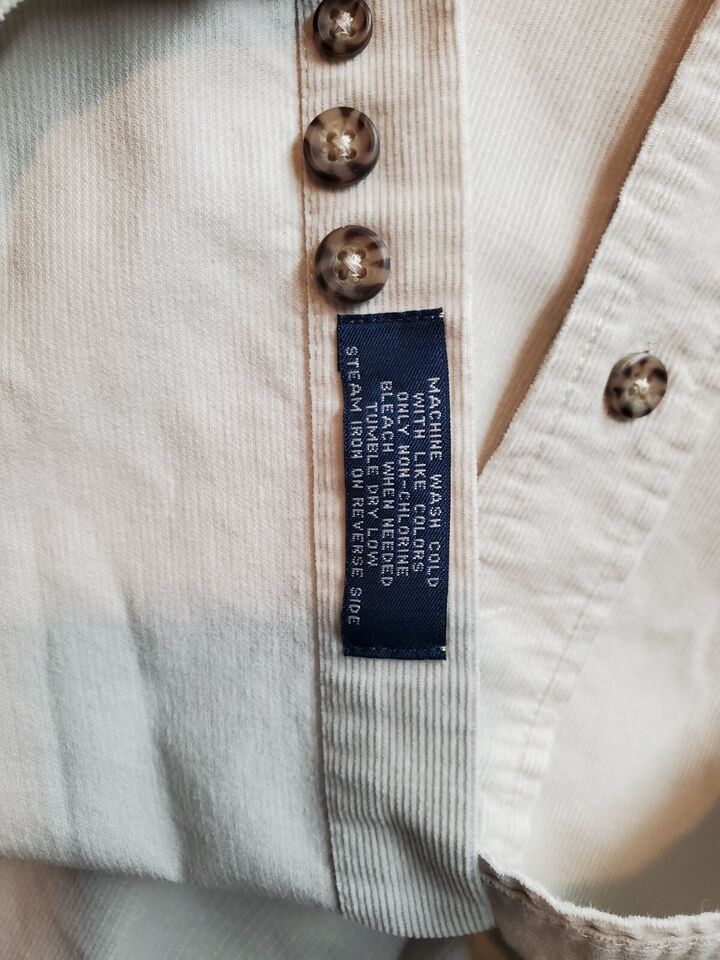 MACHINE WASH COLD
WITH LIKE COLORS
ONLY NON-CHLORINE
BLEACH WHEN NEEDED
TUMBLE DRY LOW
STEAM IRON ON REVERSE SIDE